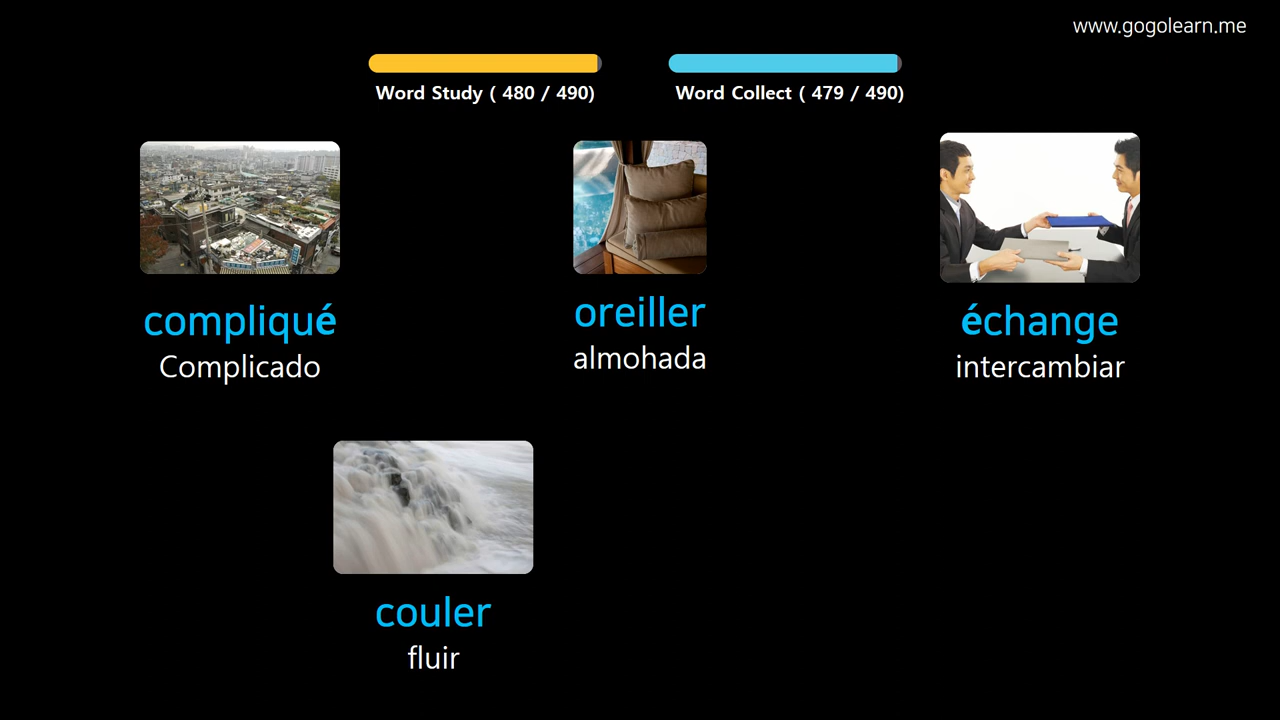 www.gogolearn.me
Word Study ( 480 / 490)
Word Collect ( 479 / 490)
compliqué
Complicado
oreiller
almohada
échange
intercambiar
couler
fluir